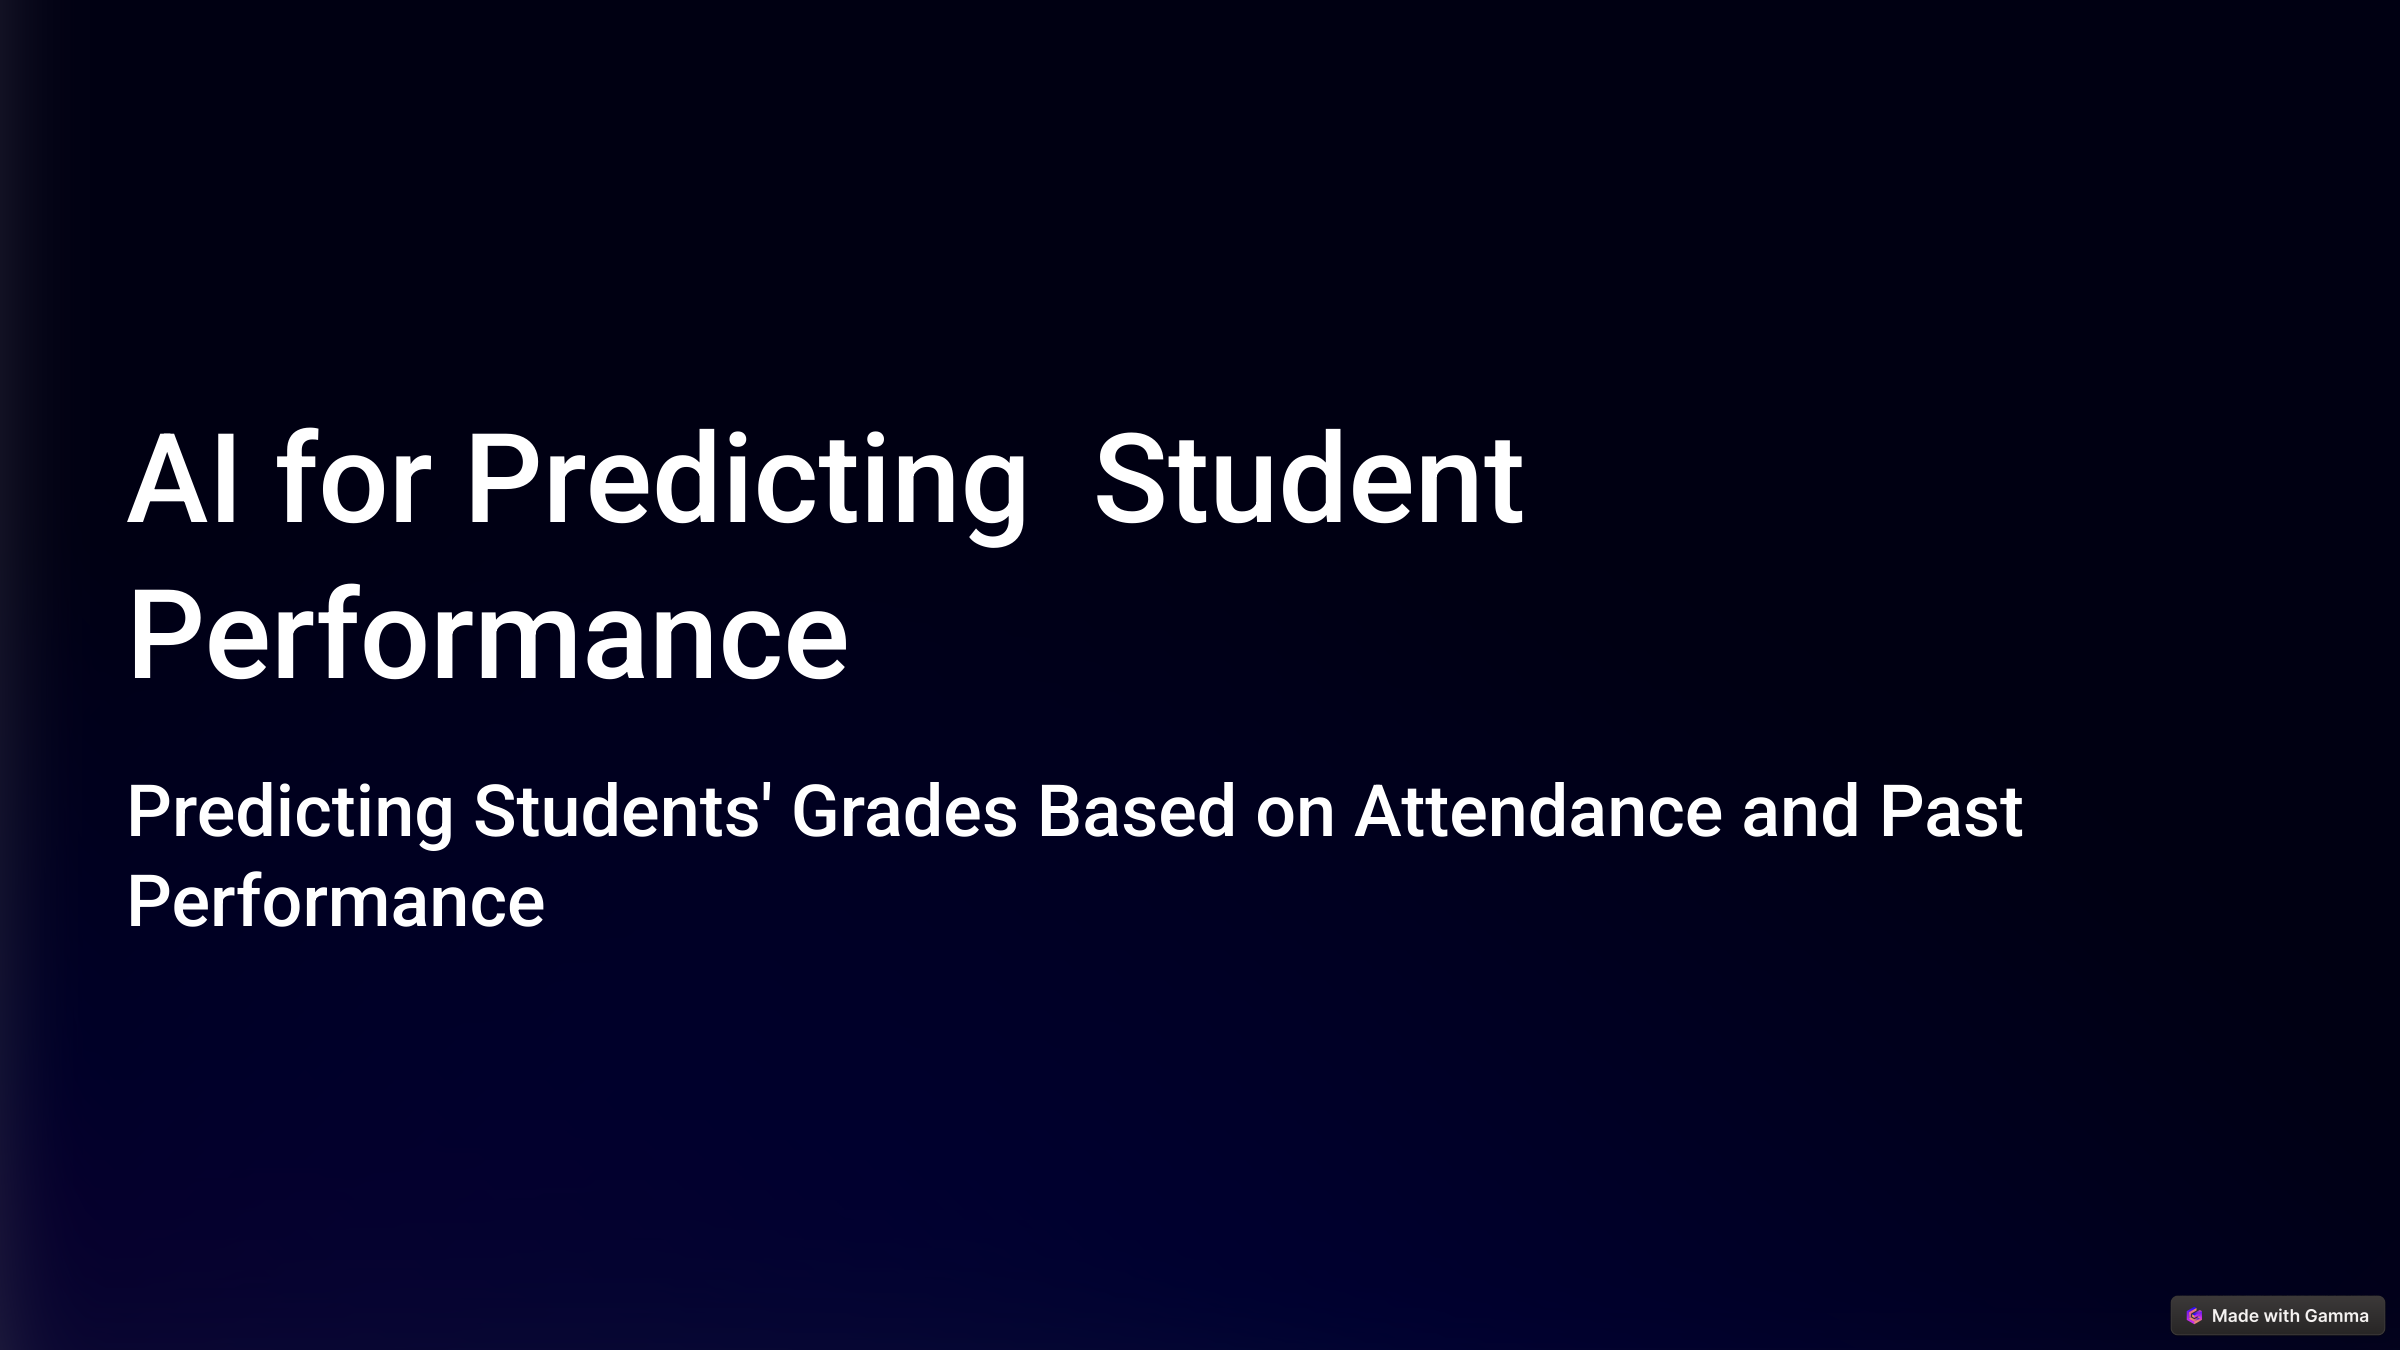 AI for Predicting  Student
Performance
Predicting Students' Grades Based on Attendance and Past
Performance
Made with Gamma